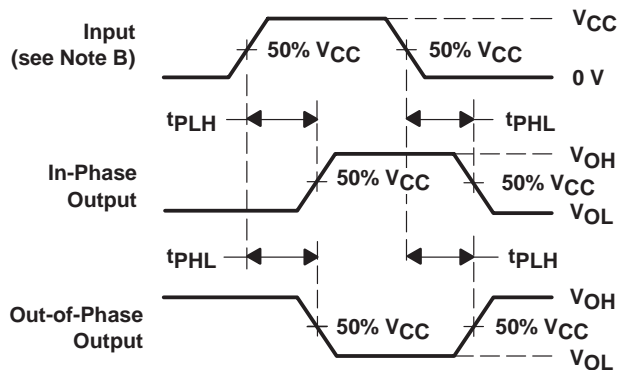 Input
(see Note B)
50% VCC
50% VCC
VCC
0 V
tPLH
tPHL
In-Phase
Output
50% VCC
50% VCC
VOH
VOL
tPHL
tPLH
Out-of-Phase
Output
50% VCC
50% VCC
VOH
VOL